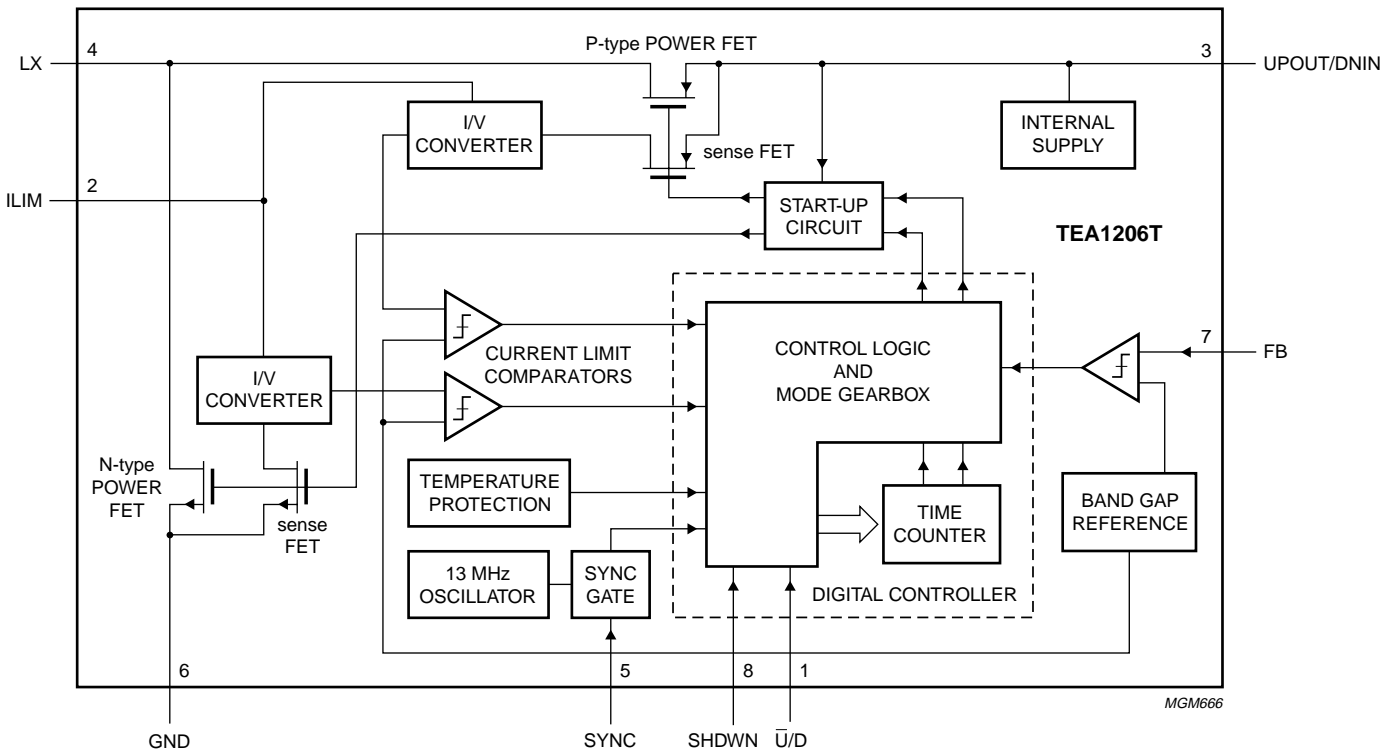 P-type POWER FET
4
3
LX
UPOUT/DNIN
I/V
CONVERTER
INTERNAL
SUPPLY
sense FET
2
ILIM
START-UP
CIRCUIT
TEA1206T
CONTROL LOGIC
AND
MODE GEARBOX
CURRENT LIMIT
COMPARATORS
7
FB
I/V
CONVERTER
N-type
POWER
FET
sense
FET
TEMPERATURE
PROTECTION
TIME
COUNTER
BAND GAP
REFERENCE
13 MHz
OSCILLATOR
SYNC
GATE
DIGITAL CONTROLLER
6
5
8
1
MGM666
GND
SYNC
SHDWN
U̅/D